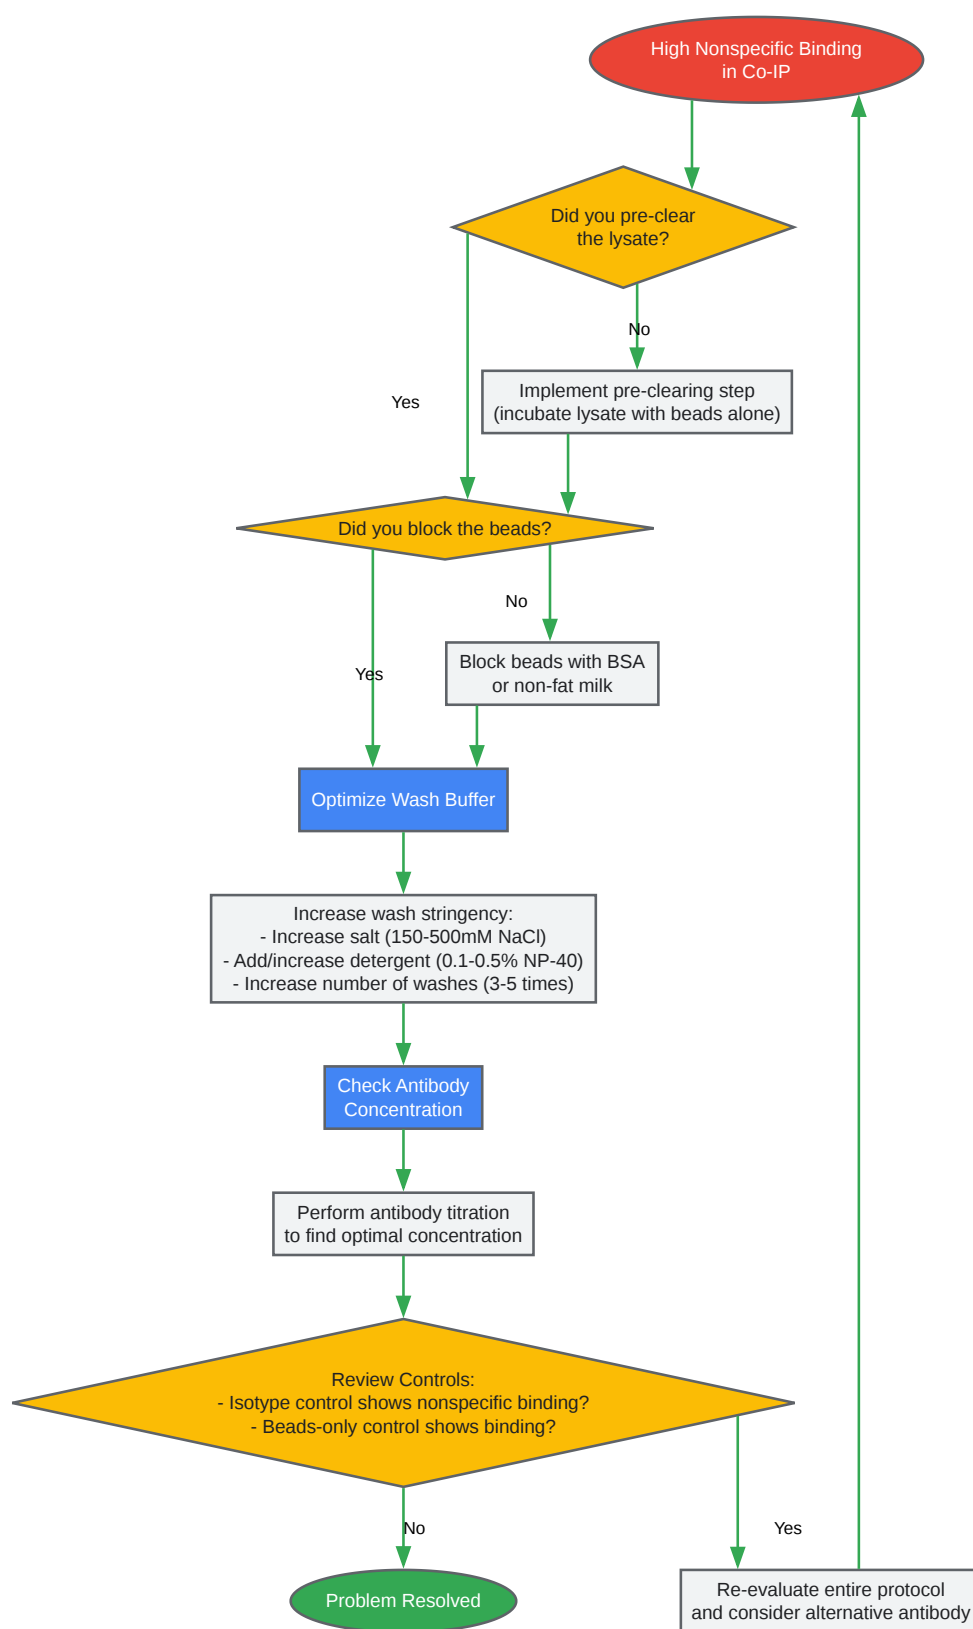 High Nonspecific Binding
in Co-IP
Did you pre-clear
the lysate?
No
Implement pre-clearing step
(incubate lysate with beads alone)
Yes
Did you block the beads?
No
Block beads with BSA
or non-fat milk
Yes
Optimize Wash Buffer
Increase wash stringency:
- Increase salt (150-500mM NaCl)
- Add/increase detergent (0.1-0.5% NP-40)
- Increase number of washes (3-5 times)
Check Antibody
Concentration
Perform antibody titration
to find optimal concentration
Review Controls:
- Isotype control shows nonspecific binding?
- Beads-only control shows binding?
No
Yes
Problem Resolved
Re-evaluate entire protocol
and consider alternative antibody